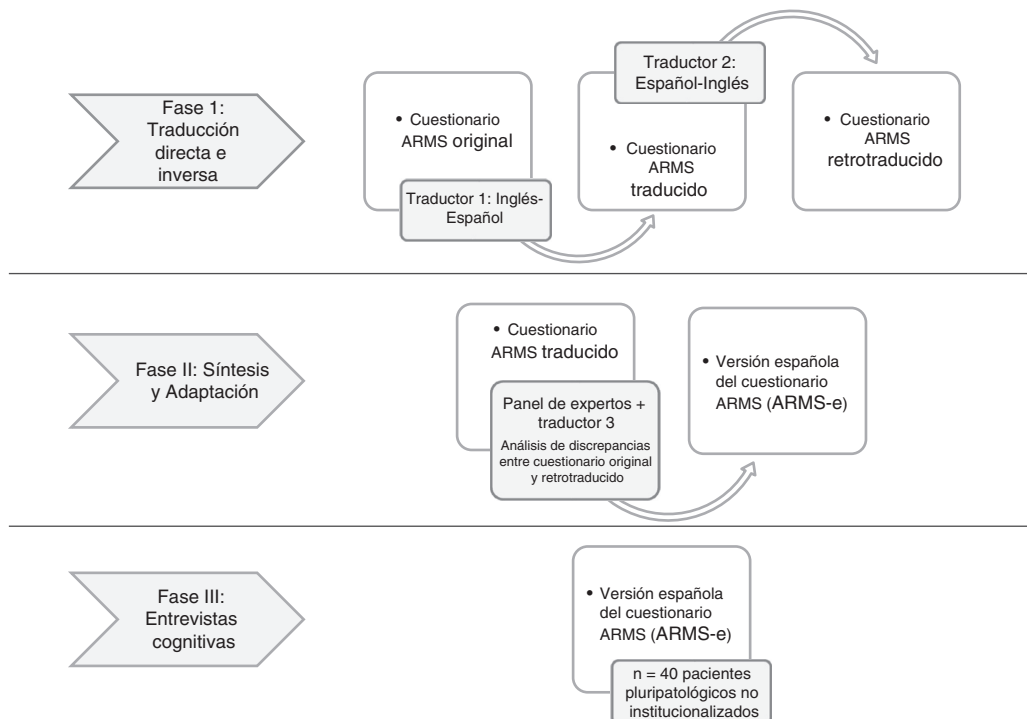 Fase 1:
Traducción
directa e
inversa
• Cuestionario
ARMS original
Traductor 1: Inglés-
Español
Traductor 2:
Español-Inglés
• Cuestionario
ARMS
traducido
• Cuestionario
ARMS
retrotraducido
Fase II: Síntesis
y Adaptación
• Cuestionario
ARMS traducido
Panel de expertos +
traductor 3
Análisis de discrepancias
entre cuestionario original
y retrotraducido
• Versión española
del cuestionario
ARMS (ARMS-e)
Fase III:
Entrevistas
cognitivas
• Versión española
del cuestionario
ARMS (ARMS-e)
n = 40 pacientes
pluripatológicos no
institucionalizados